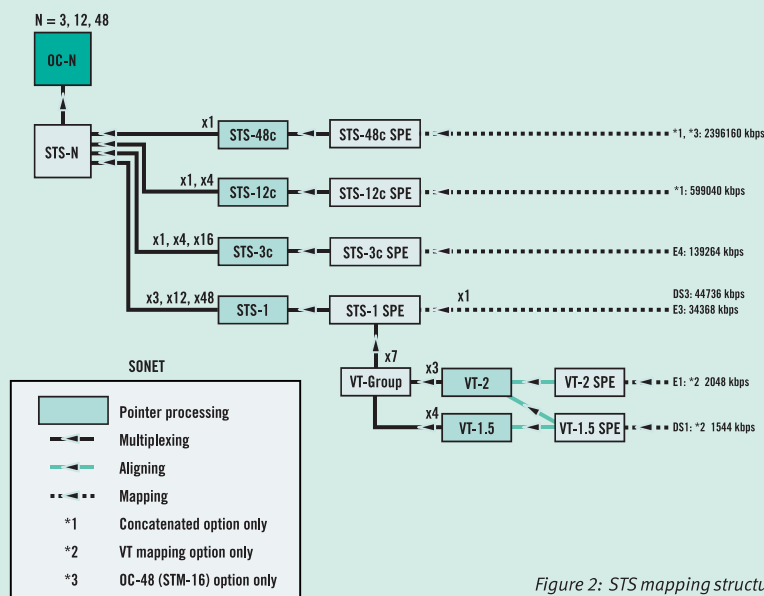 N = 3, 12, 48
OC-N
STS-N
x1
STS-48c
STS-48c SPE
*1, *3: 2396160 kbps
x1, x4
STS-12c
STS-12c SPE
*1: 599040 kbps
x1, x4, x16
STS-3c
STS-3c SPE
E4: 139264 kbps
x3, x12, x48
STS-1
STS-1 SPE
x1
DS3: 44736 kbps
E3: 34368 kbps
x7
VT-Group
x3
VT-2
VT-2 SPE
E1: *2 2048 kbps
x4
VT-1.5
VT-1.5 SPE
DS1: *2 1544 kbps
SONET
Pointer processing
Multiplexing
Aligning
Mapping
*1 Concatenated option only
*2 VT mapping option only
*3 OC-48 (STM-16) option only
Figure 2: STS mapping structu